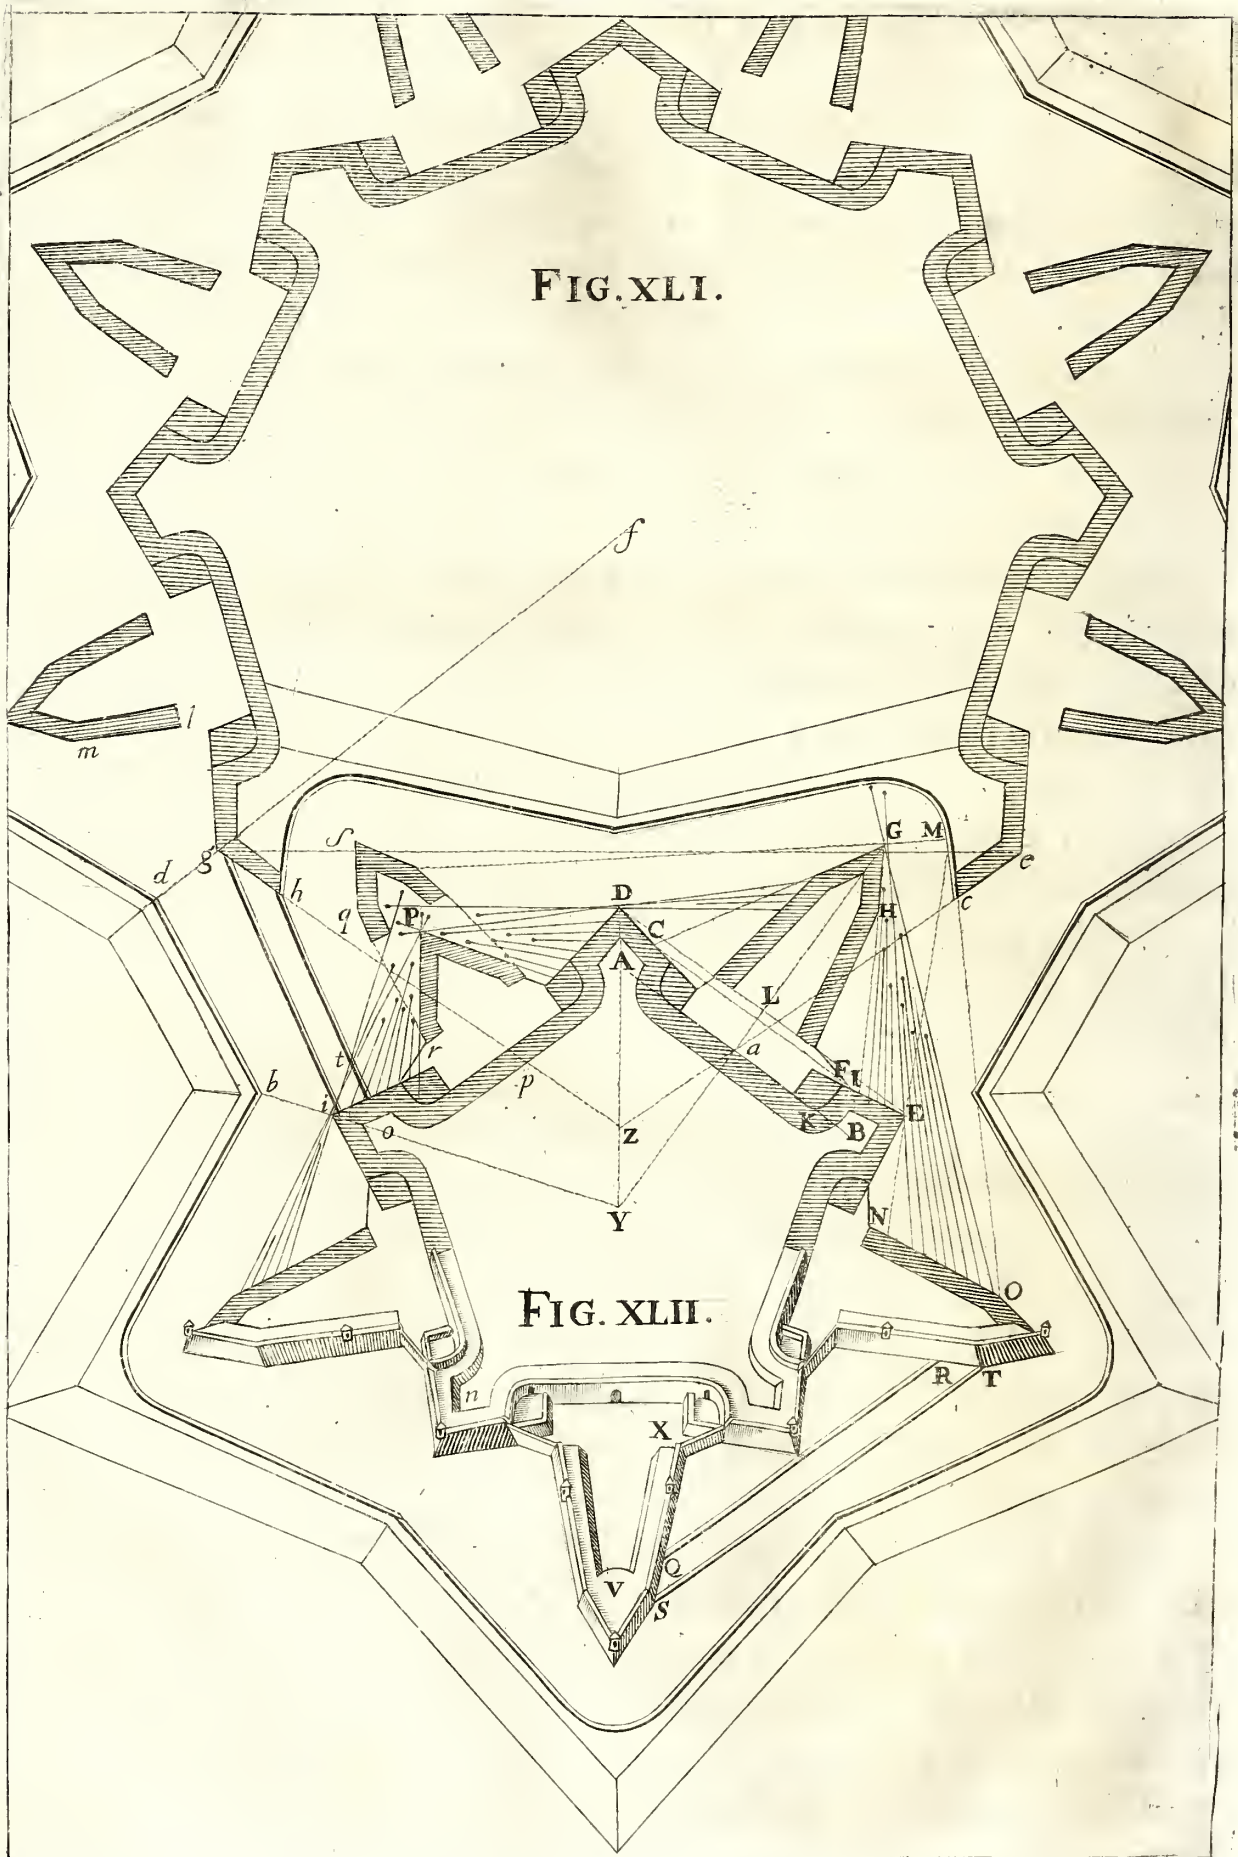 FIG. XLI.
f
l
m
G M
g ſ e
d
h D c
q P H
C
A
L
t r a
p F I
b
i E
o Z K B
Y N
O
FIG. XLII.
R T
n
X
Q
V
S